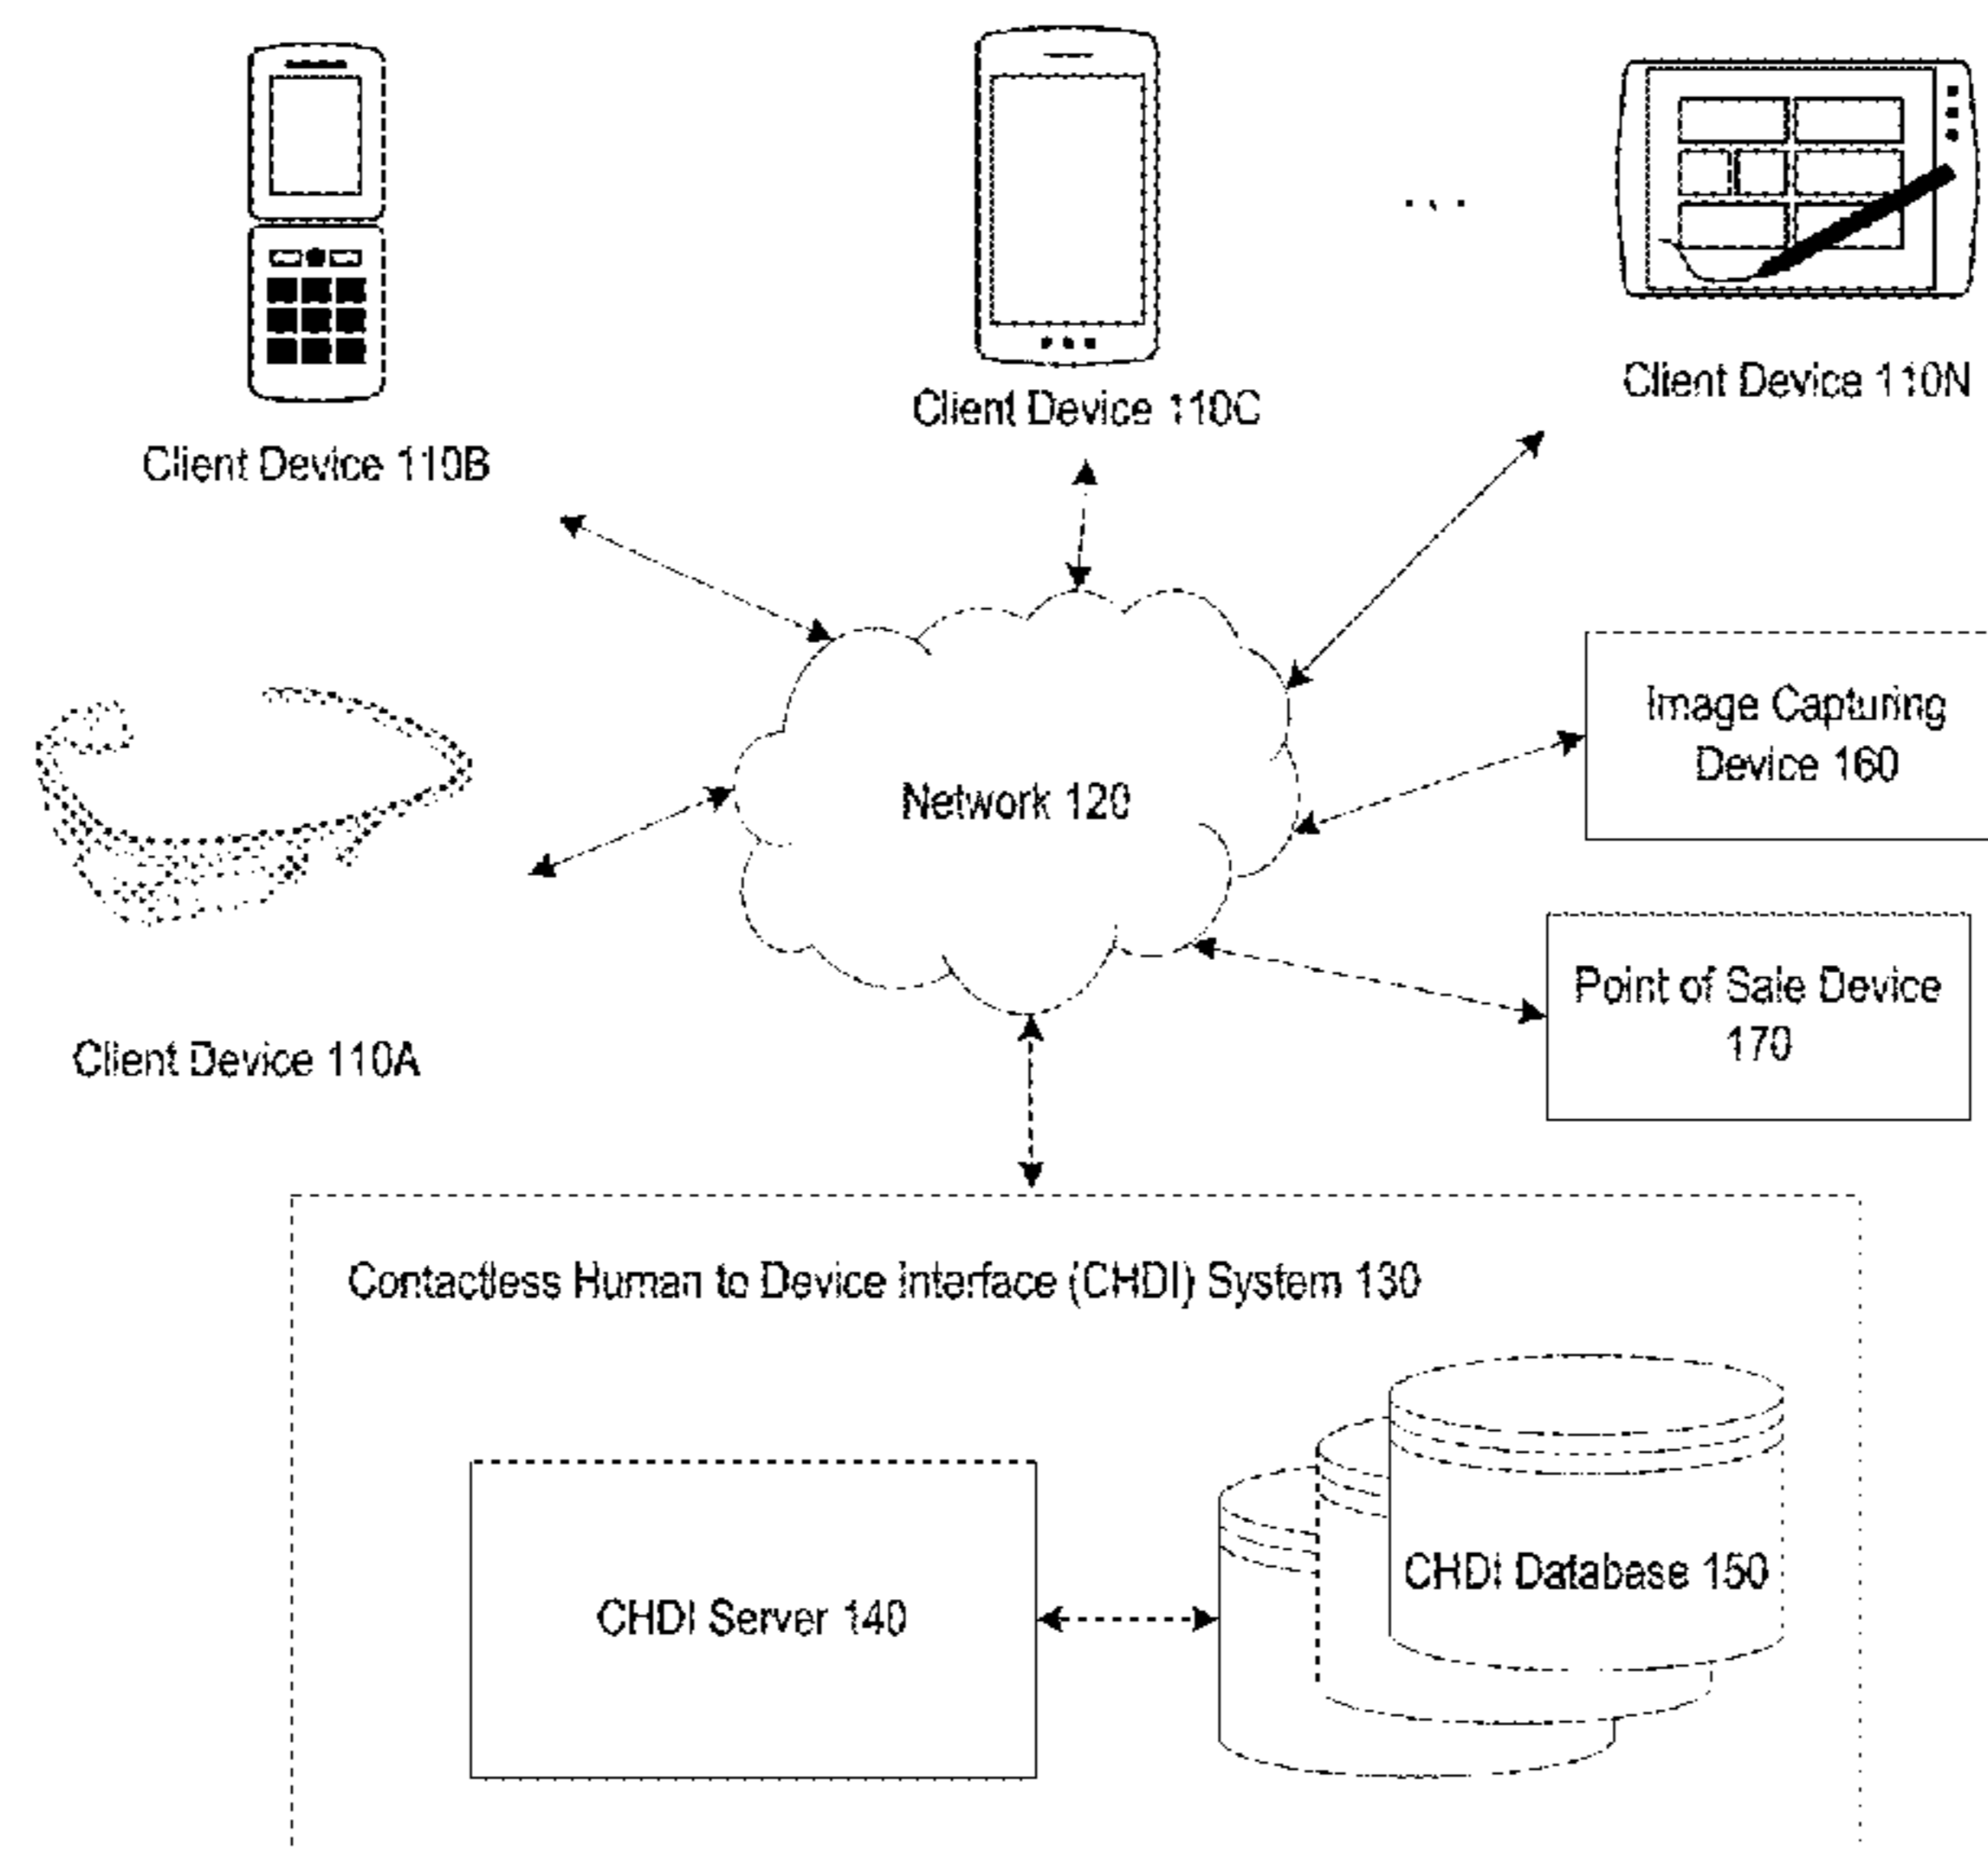 Client Device 110B
Client Device 110C
...
Client Device 110N
Network 120
Image Capturing
Device 160
Point of Sale Device
170
Client Device 110A
Contactless Human to Device Interface (CHDI) System 130
CHDI Server 140
CHDI Database 150